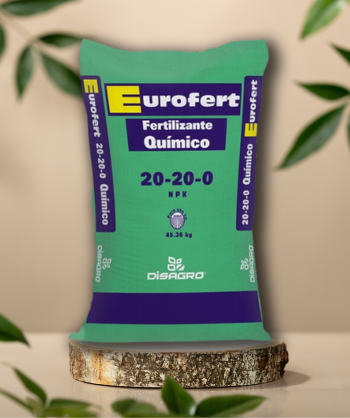 Eurofert
Fertilizante
Químico
20-20-0
NPK
45.36 kg
DISAGRO
Eurofert 20-20-0 Químico
DISAGRO
20-20-0 Químico Eurofert
DISAGRO